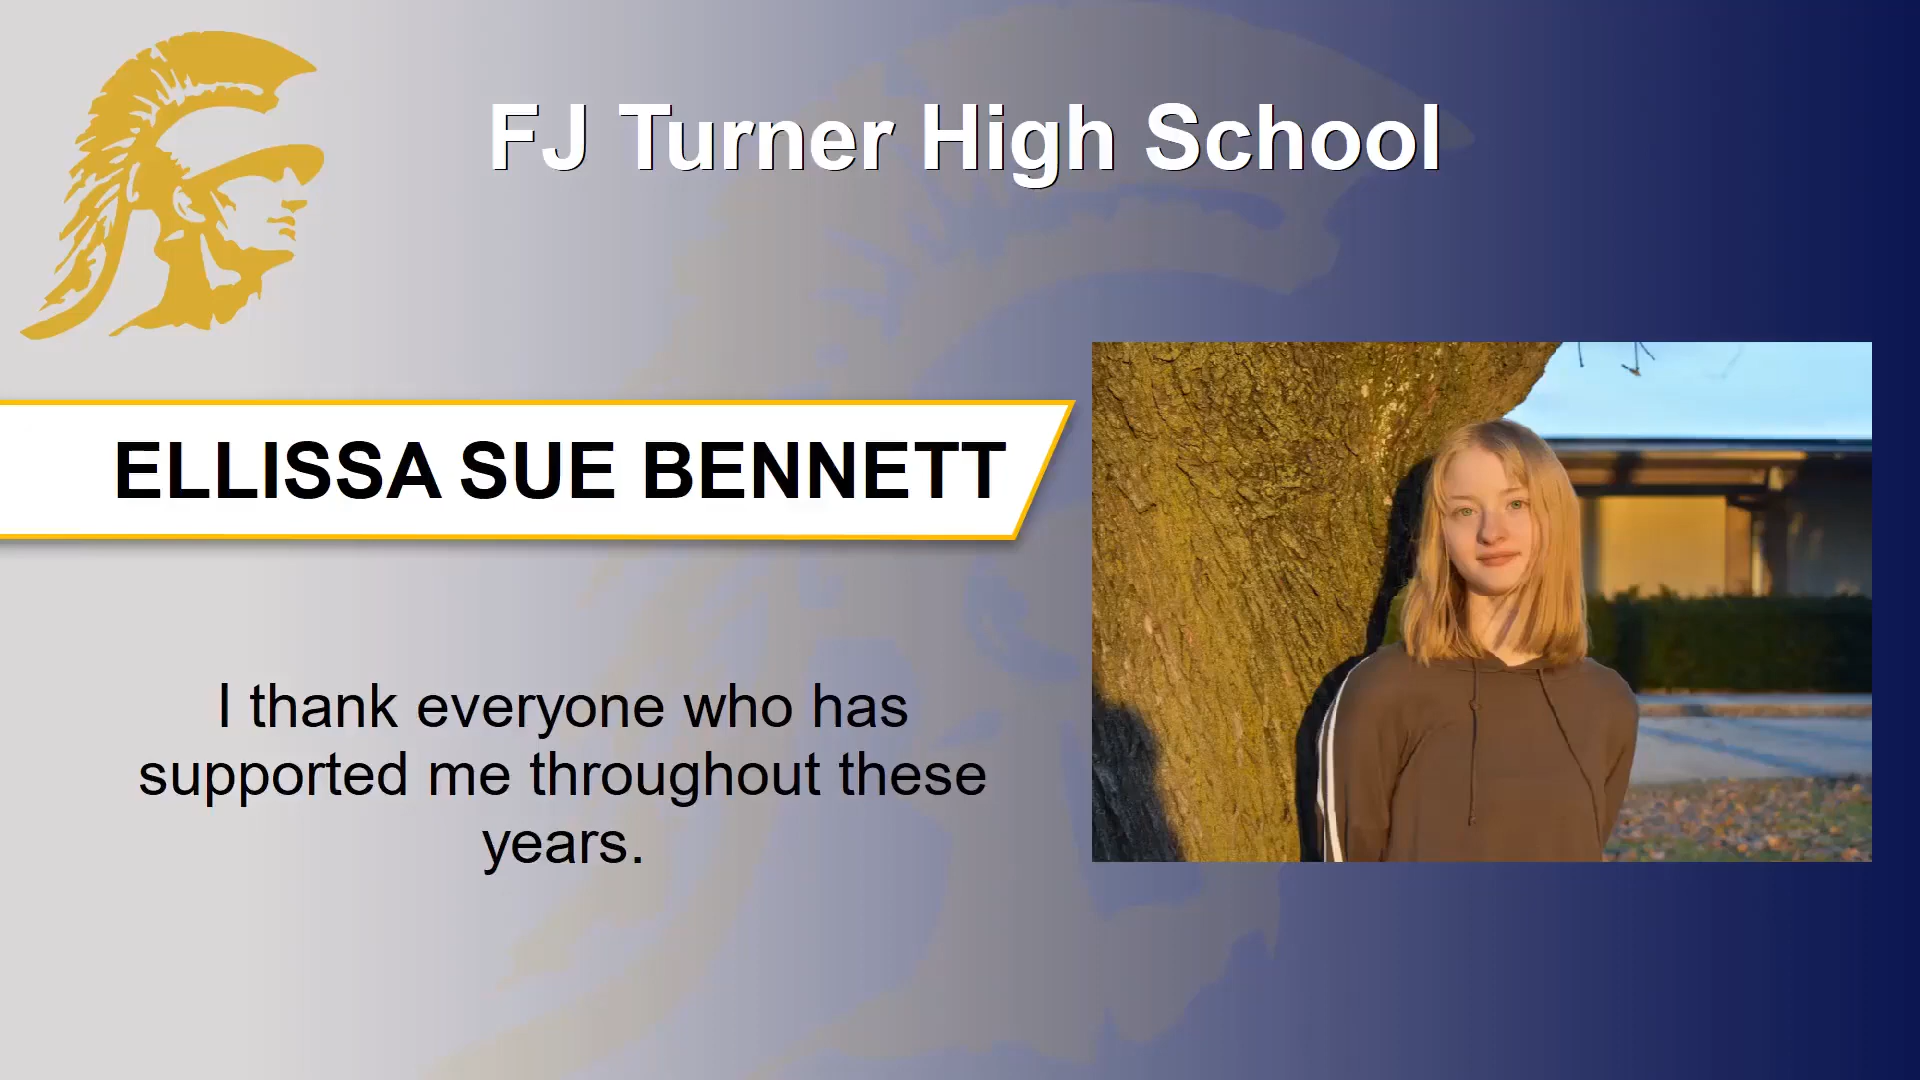 FJ Turner High School
ELLISSA SUE BENNETT
I thank everyone who has
supported me throughout these
years.